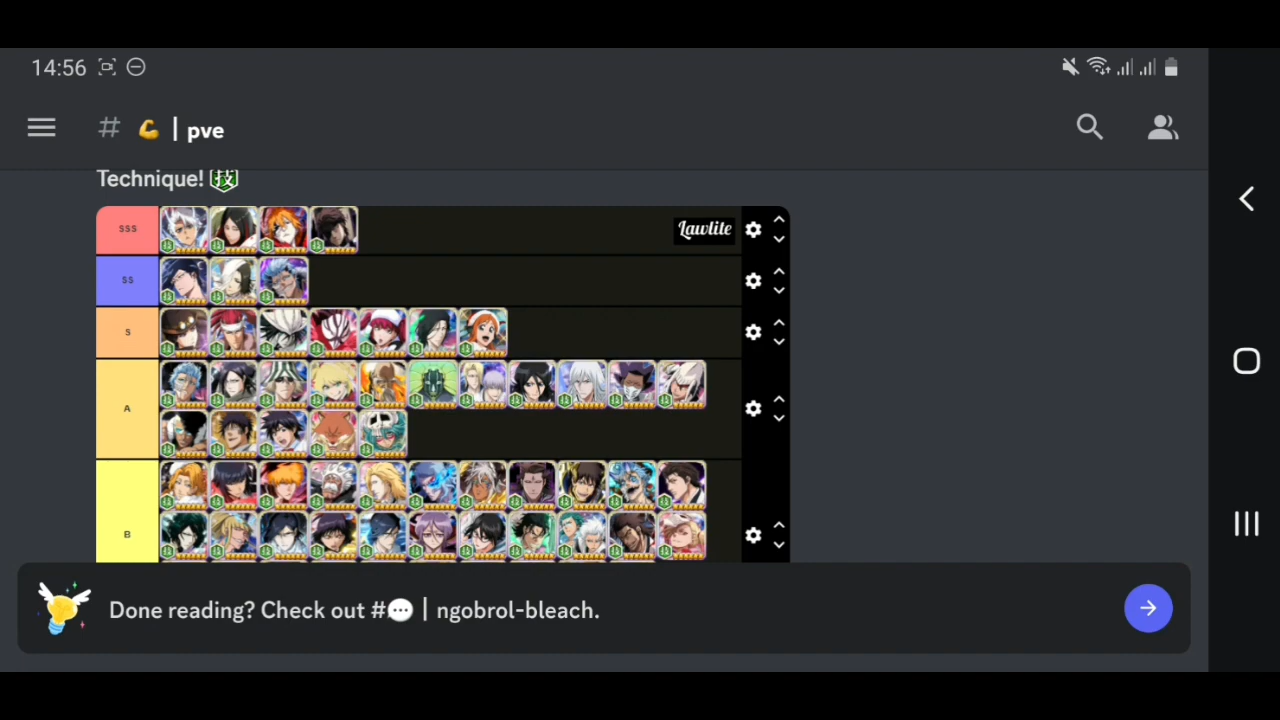 14:56
# 💪 | pve
Technique! 技
SSS
Lawlite
SS
S
A
B
Done reading? Check out #💬 | ngobrol-bleach.